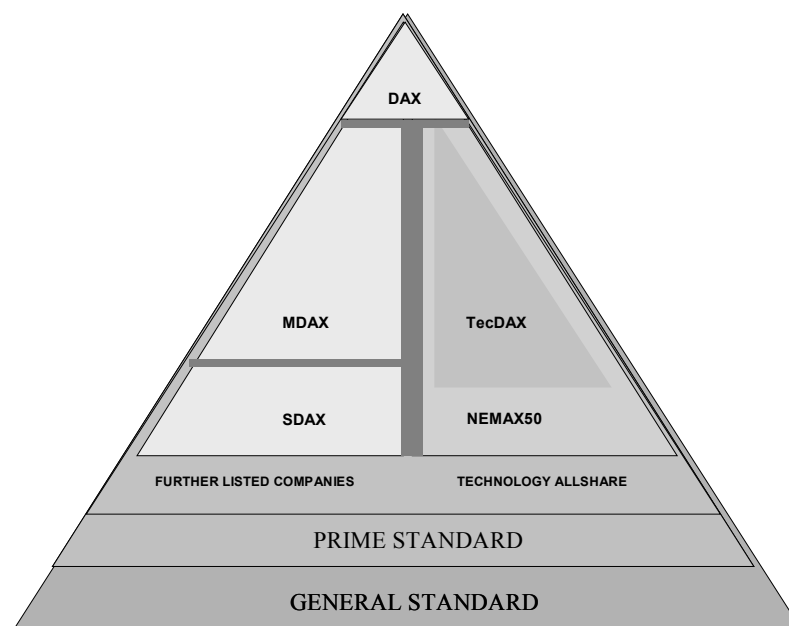 DAX
MDAX
TecDAX
SDAX
NEMAX50
FURTHER LISTED COMPANIES
TECHNOLOGY ALLSHARE
PRIME STANDARD
GENERAL STANDARD